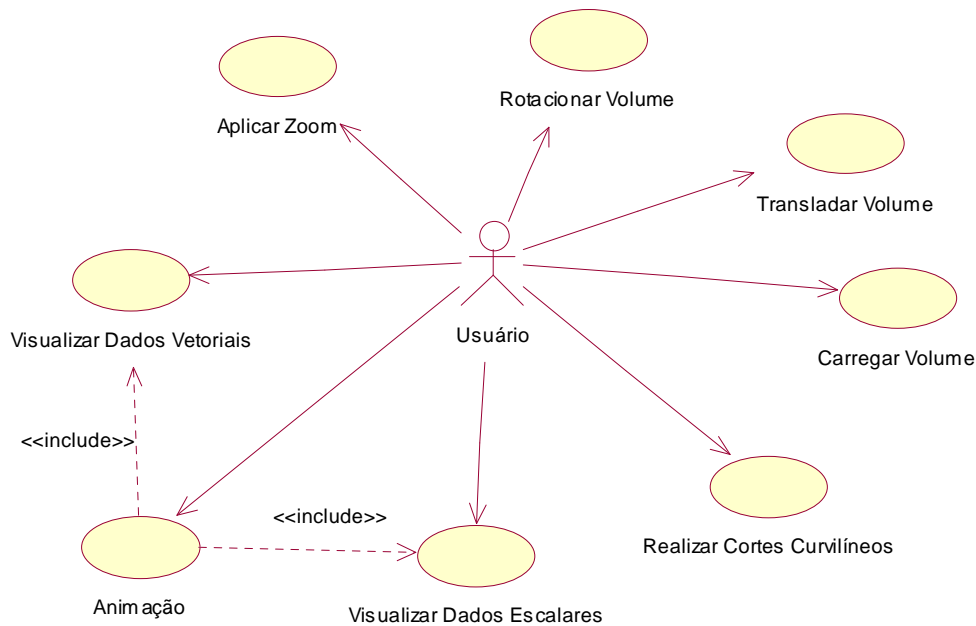 Rotacionar Volume
Aplicar Zoom
Transladar Volume
Usuário
Visualizar Dados Vetoriais
Carregar Volume
<<include>>
<<include>>
Realizar Cortes Curvilíneos
Animação
Visualizar Dados Escalares